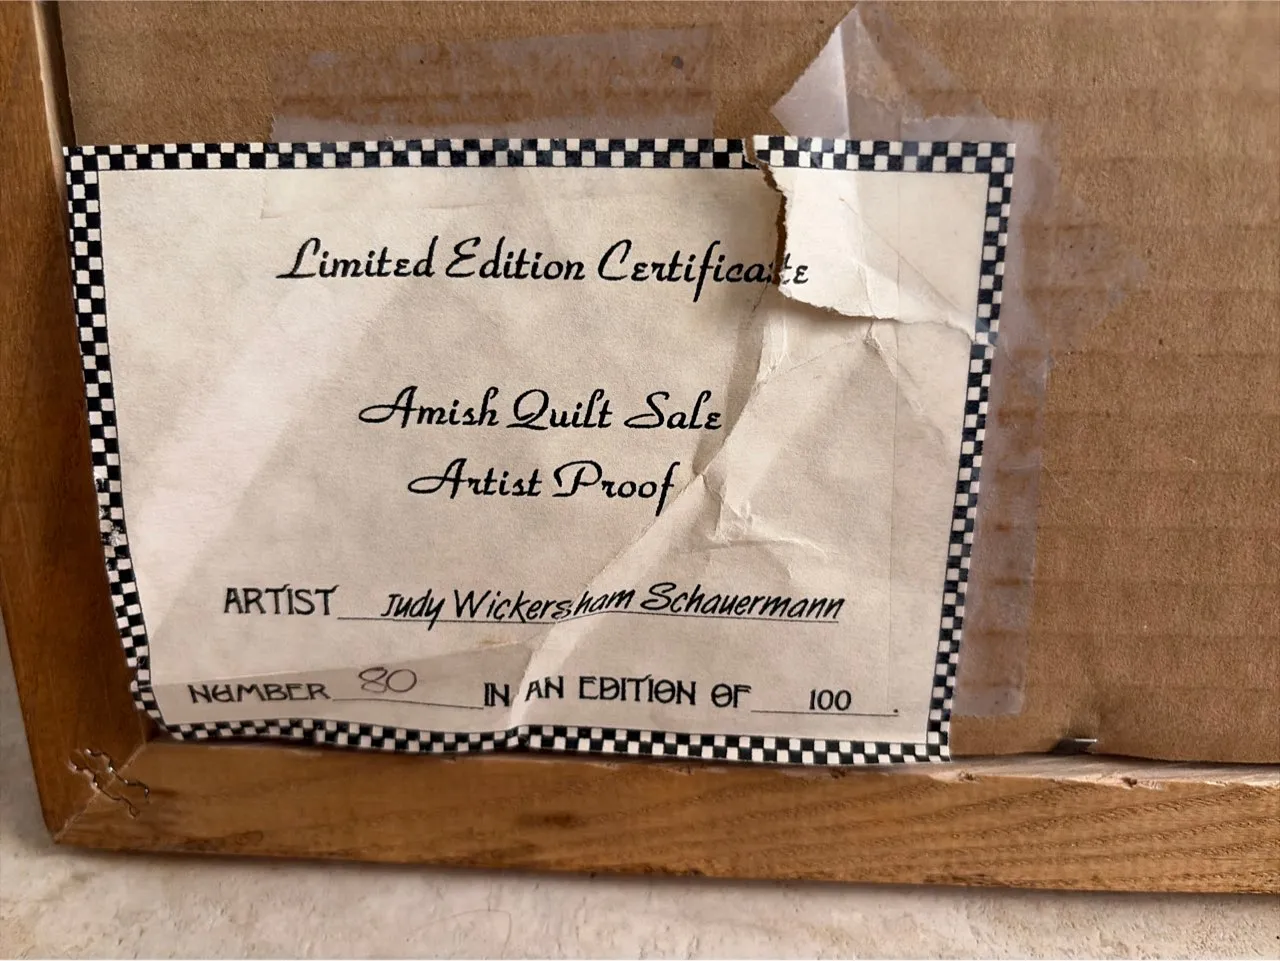 Limited Edition Certificate
Amish Quilt Sale
Artist Proof
ARTIST Judy Wickersham Schauermann
NUMBER 80 IN AN EDITION OF 100.